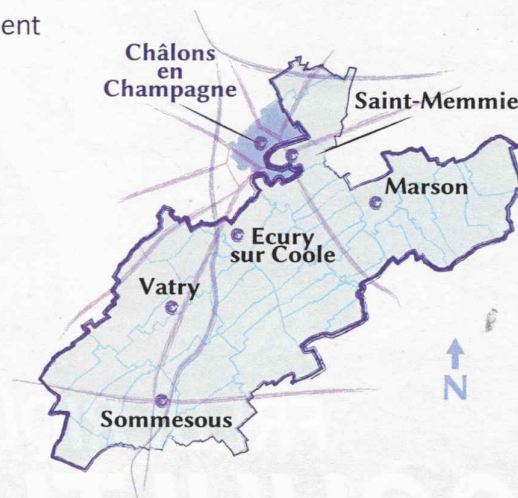 ent
Châlons
en
Champagne
Saint-Memmie
Marson
Ecury
sur Coole
Vatry
N
Sommesous